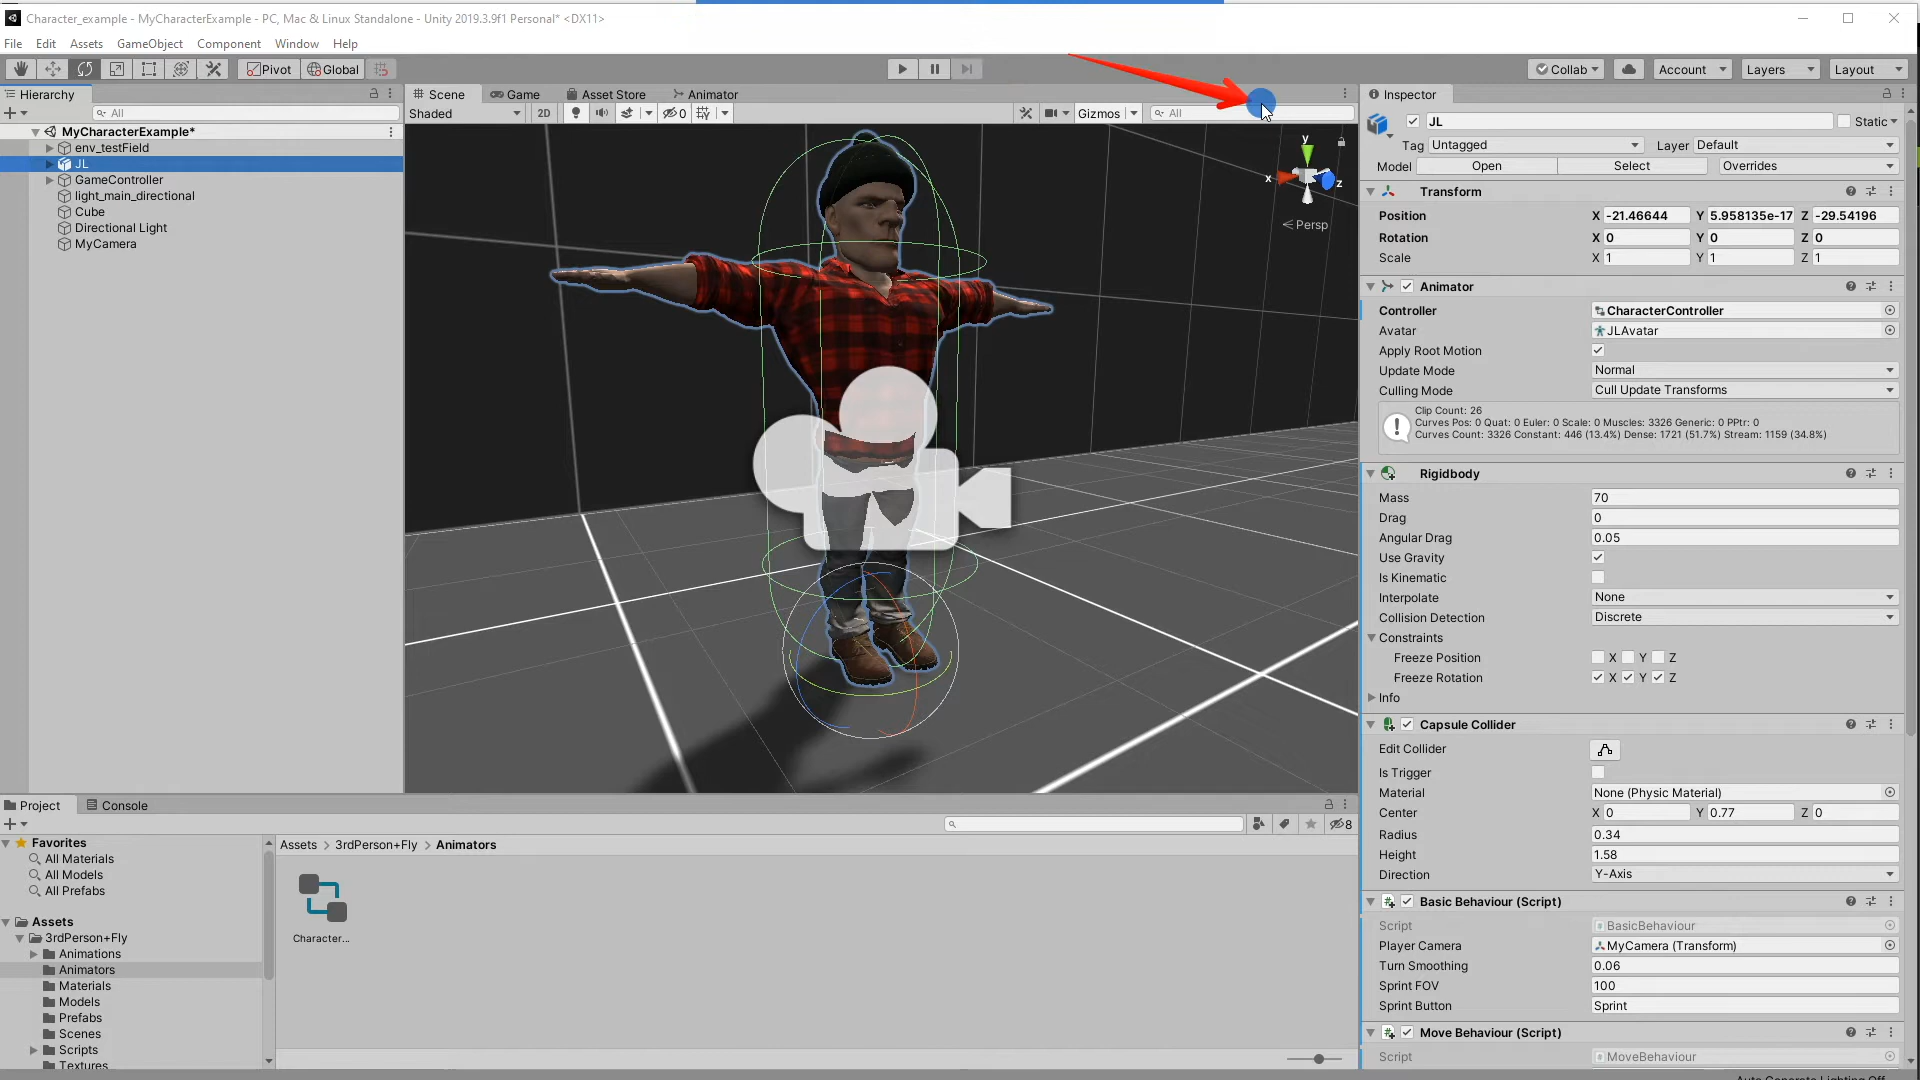 Character_example - MyCharacterExample - PC, Mac & Linux Standalone - Unity 2019.3.9f1 Personal* <DX11>
File Edit Assets GameObject Component Window Help
Pivot Global Collab Account Layers Layout
Hierarchy
All
MyCharacterExample*
env_testField
JL
GameController
light_main_directional
Cube
Directional Light
MyCamera
Scene Game Asset Store Animator
Shaded 2D 0 Gizmos All
y
x
z
Persp
Inspector
JL Static
Tag Untagged Layer Default
Model Open Select Overrides
Transform
Position X -21.46644 Y 5.958135e-17 Z -29.54196
Rotation X 0 Y 0 Z 0
Scale X 1 Y 1 Z 1
Animator
Controller CharacterController
Avatar JLAvatar
Apply Root Motion
Update Mode Normal
Culling Mode Cull Update Transforms
Clip Count: 26
Curves Pos: 0 Quat: 0 Euler: 0 Scale: 0 Muscles: 3326 Generic: 0 PPtr: 0
Curves Count: 3326 Constant: 446 (13.4%) Dense: 1721 (51.7%) Stream: 1159 (34.8%)
Rigidbody
Mass 70
Drag 0
Angular Drag 0.05
Use Gravity
Is Kinematic
Interpolate None
Collision Detection Discrete
Constraints
Freeze Position X Y Z
Freeze Rotation X Y Z
Info
Capsule Collider
Edit Collider
Is Trigger
Material None (Physic Material)
Center X 0 Y 0.77 Z 0
Radius 0.34
Height 1.58
Direction Y-Axis
Basic Behaviour (Script)
Script BasicBehaviour
Player Camera MyCamera (Transform)
Turn Smoothing 0.06
Sprint FOV 100
Sprint Button Sprint
Move Behaviour (Script)
Script MoveBehaviour
Project Console
8
Favorites
All Materials
All Models
All Prefabs
Assets
3rdPerson+Fly
Animations
Animators
Materials
Models
Prefabs
Scenes
Scripts
Textures
Assets > 3rdPerson+Fly > Animators
Character...
Auto Generate Lighting Off